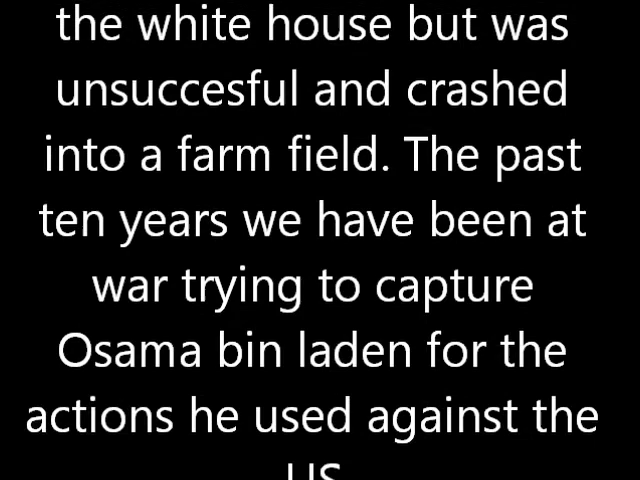 the white house but was
unsuccesful and crashed
into a farm field. The past
ten years we have been at
war trying to capture
Osama bin laden for the
actions he used against the
US